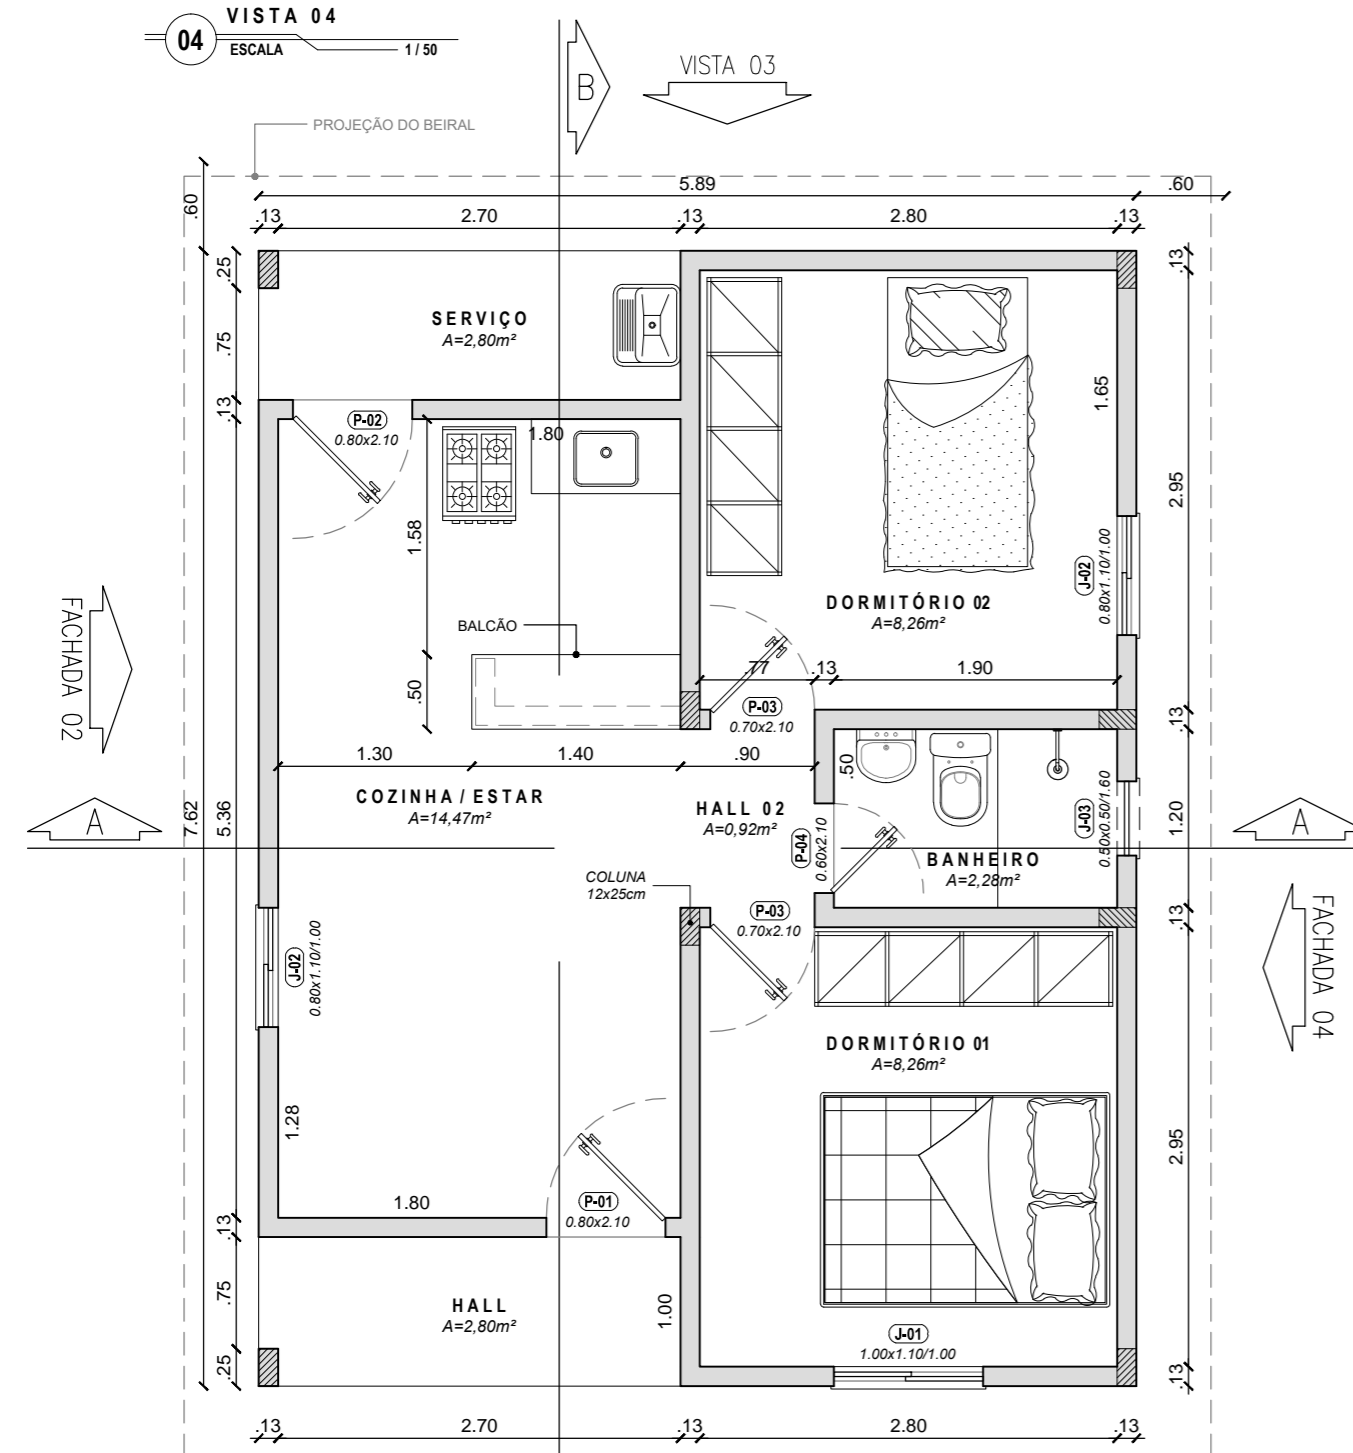 VISTA 04
04
ESCALA
1 / 50
B
VISTA 03
PROJEÇÃO DO BEIRAL
5.89
.60
.60
.13
2.70
.13
2.80
.13
.25
.13
SERVIÇO
A=2,80m²
.75
1.65
.13
P-02
0.80x2.10
1.80
2.95
1.58
J-02
0.80x1.10/1.00
DORMITÓRIO 02
A=8,26m²
BALCÃO
FACHADA 02
.50
.77
.13
1.90
P-03
0.70x2.10
.13
1.30
1.40
.90
.50
COZINHA / ESTAR
A=14,47m²
HALL 02
A=0,92m²
7.62
5.36
A
P-04
0.60x2.10
J-03
0.50x0.50/1.60
1.20
A
BANHEIRO
A=2,28m²
COLUNA
12x25cm
P-03
0.70x2.10
.13
FACHADA 04
J-02
0.80x1.10/1.00
DORMITÓRIO 01
A=8,26m²
1.28
2.95
1.80
P-01
0.80x2.10
.13
.75
HALL
A=2,80m²
1.00
J-01
1.00x1.10/1.00
.25
.13
.13
2.70
.13
2.80
.13